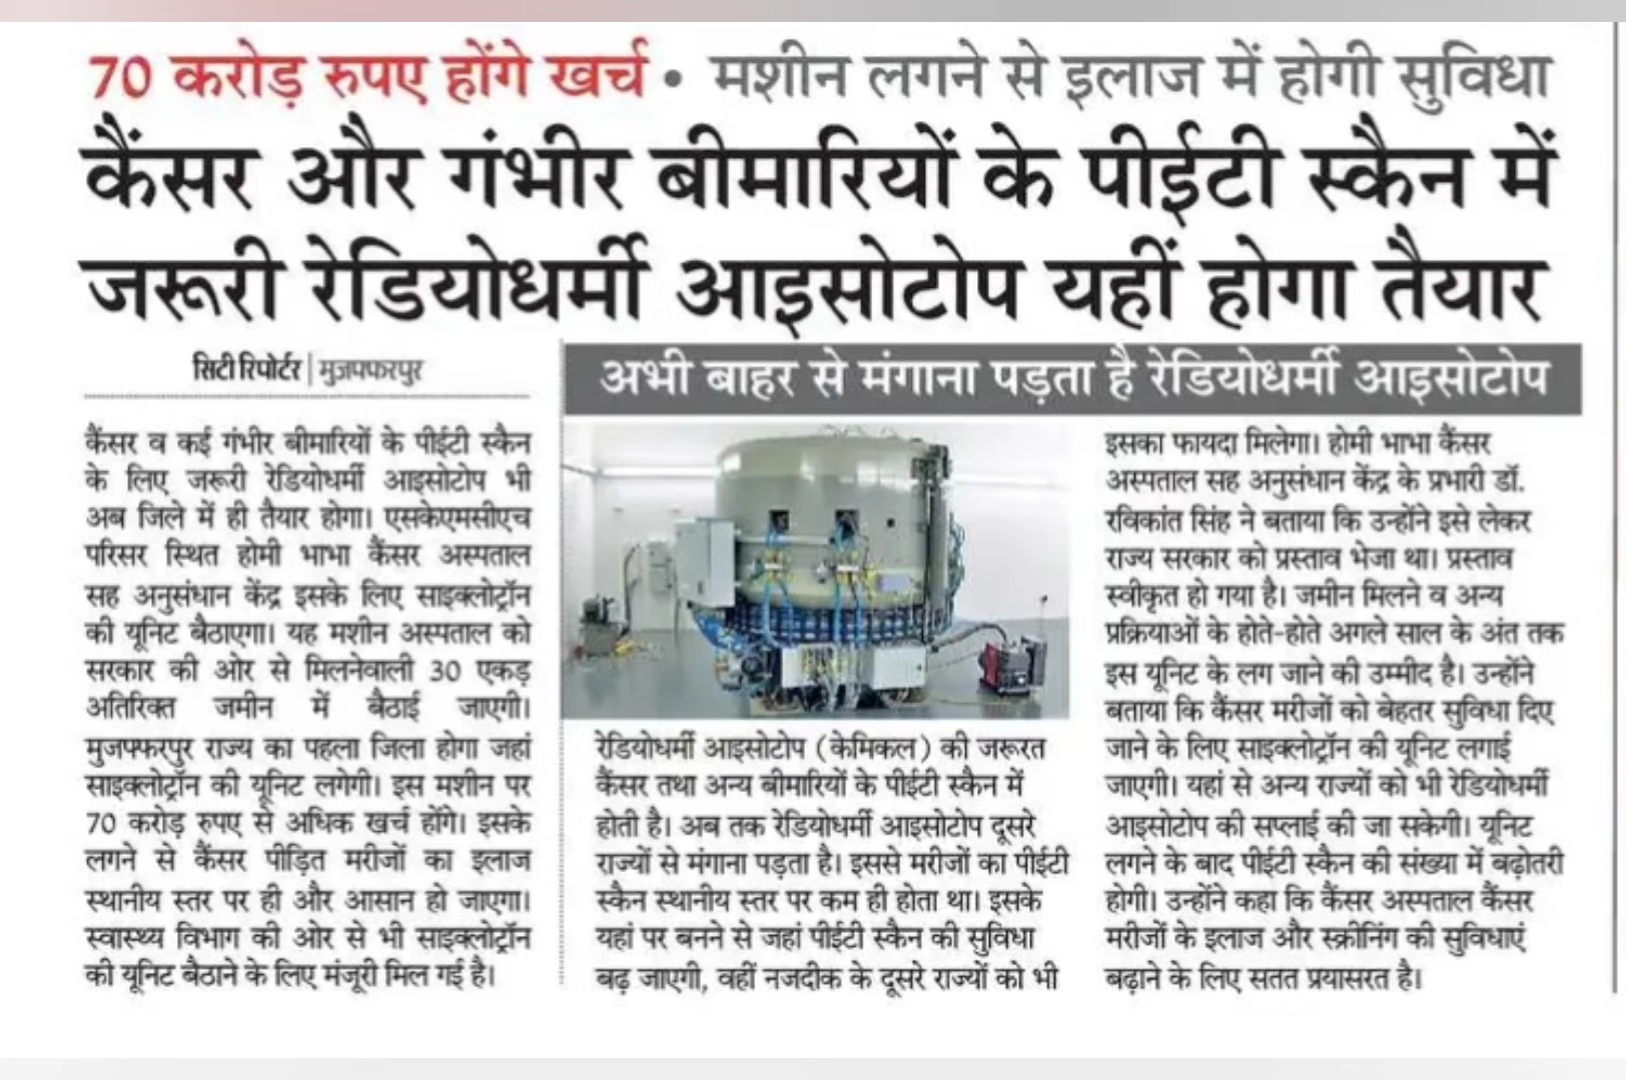 70 करोड़ रुपए होंगे खर्च • मशीन लगने से इलाज में होगी सुविधा
कैंसर और गंभीर बीमारियों के पीईटी स्कैन में
जरूरी रेडियोधर्मी आइसोटोप यहीं होगा तैयार
सिटी रिपोर्टर | मुजफ्फरपुर
कैंसर व कई गंभीर बीमारियों के पीईटी स्कैन
के लिए जरूरी रेडियोधर्मी आइसोटोप भी
अब जिले में ही तैयार होगा। एसकेएमसीएच
परिसर स्थित होमी भाभा कैंसर अस्पताल
सह अनुसंधान केंद्र इसके लिए साइक्लोट्रॉन
की यूनिट बैठाएगा। यह मशीन अस्पताल को
सरकार की ओर से मिलनेवाली 30 एकड़
अतिरिक्त जमीन में बैठाई जाएगी।
मुजफ्फरपुर राज्य का पहला जिला होगा जहां
साइक्लोट्रॉन की यूनिट लगेगी। इस मशीन पर
70 करोड़ रुपए से अधिक खर्च होंगे। इसके
लगने से कैंसर पीड़ित मरीजों का इलाज
स्थानीय स्तर पर ही और आसान हो जाएगा।
स्वास्थ्य विभाग की ओर से भी साइक्लोट्रॉन
की यूनिट बैठाने के लिए मंजूरी मिल गई है।
अभी बाहर से मंगाना पड़ता है रेडियोधर्मी आइसोटोप
रेडियोधर्मी आइसोटोप (केमिकल) की जरूरत
कैंसर तथा अन्य बीमारियों के पीईटी स्कैन में
होती है। अब तक रेडियोधर्मी आइसोटोप दूसरे
राज्यों से मंगाना पड़ता है। इससे मरीजों का पीईटी
स्कैन स्थानीय स्तर पर कम ही होता था। इसके
यहां पर बनने से जहां पीईटी स्कैन की सुविधा
बढ़ जाएगी, वहीं नजदीक के दूसरे राज्यों को भी
इसका फायदा मिलेगा। होमी भाभा कैंसर
अस्पताल सह अनुसंधान केंद्र के प्रभारी डॉ.
रविकांत सिंह ने बताया कि उन्होंने इसे लेकर
राज्य सरकार को प्रस्ताव भेजा था। प्रस्ताव
स्वीकृत हो गया है। जमीन मिलने व अन्य
प्रक्रियाओं के होते-होते अगले साल के अंत तक
इस यूनिट के लग जाने की उम्मीद है। उन्होंने
बताया कि कैंसर मरीजों को बेहतर सुविधा दिए
जाने के लिए साइक्लोट्रॉन की यूनिट लगाई
जाएगी। यहां से अन्य राज्यों को भी रेडियोधर्मी
आइसोटोप की सप्लाई की जा सकेगी। यूनिट
लगने के बाद पीईटी स्कैन की संख्या में बढ़ोतरी
होगी। उन्होंने कहा कि कैंसर अस्पताल कैंसर
मरीजों के इलाज और स्क्रीनिंग की सुविधाएं
बढ़ाने के लिए सतत प्रयासरत है।